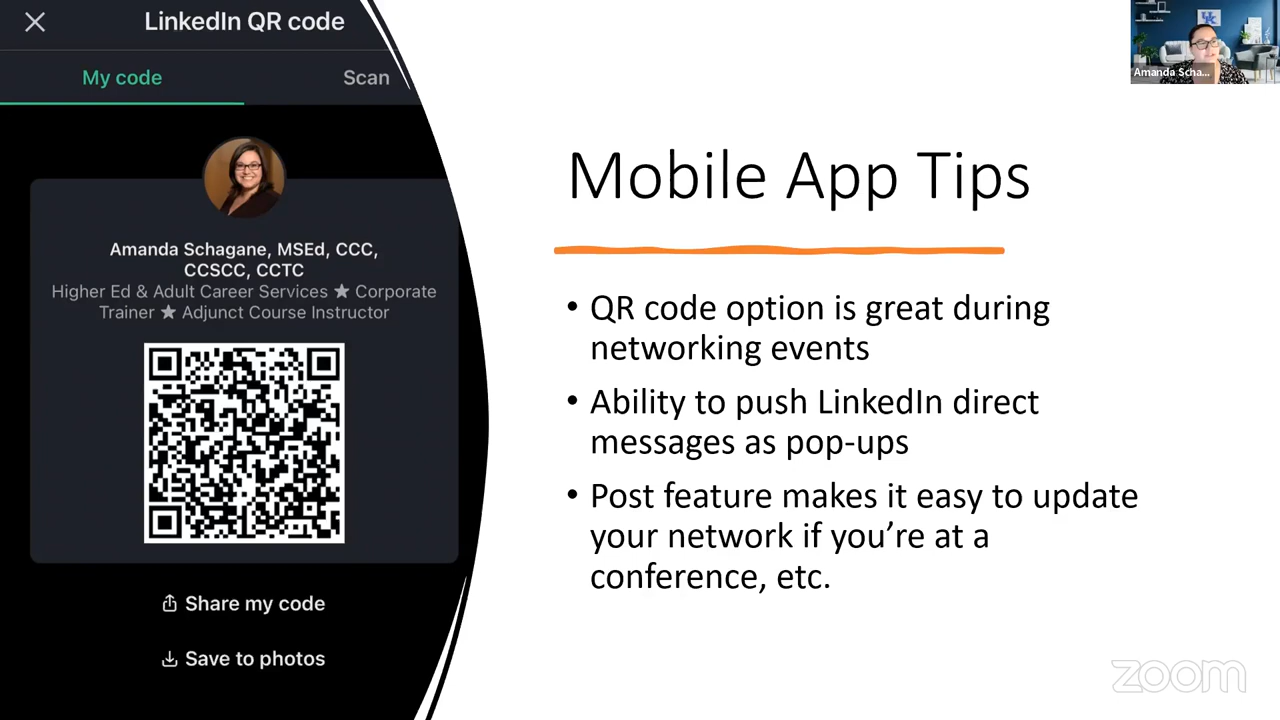 LinkedIn QR code
My code
Scan
Amanda Schagane, MSEd, CCC,
CCSCC, CCTC
Higher Ed & Adult Career Services ★ Corporate
Trainer ★ Adjunct Course Instructor
Share my code
Save to photos
Mobile App Tips
• QR code option is great during
networking events
• Ability to push LinkedIn direct
messages as pop-ups
• Post feature makes it easy to update
your network if you’re at a
conference, etc.
UK
Amanda Scha...
zoom